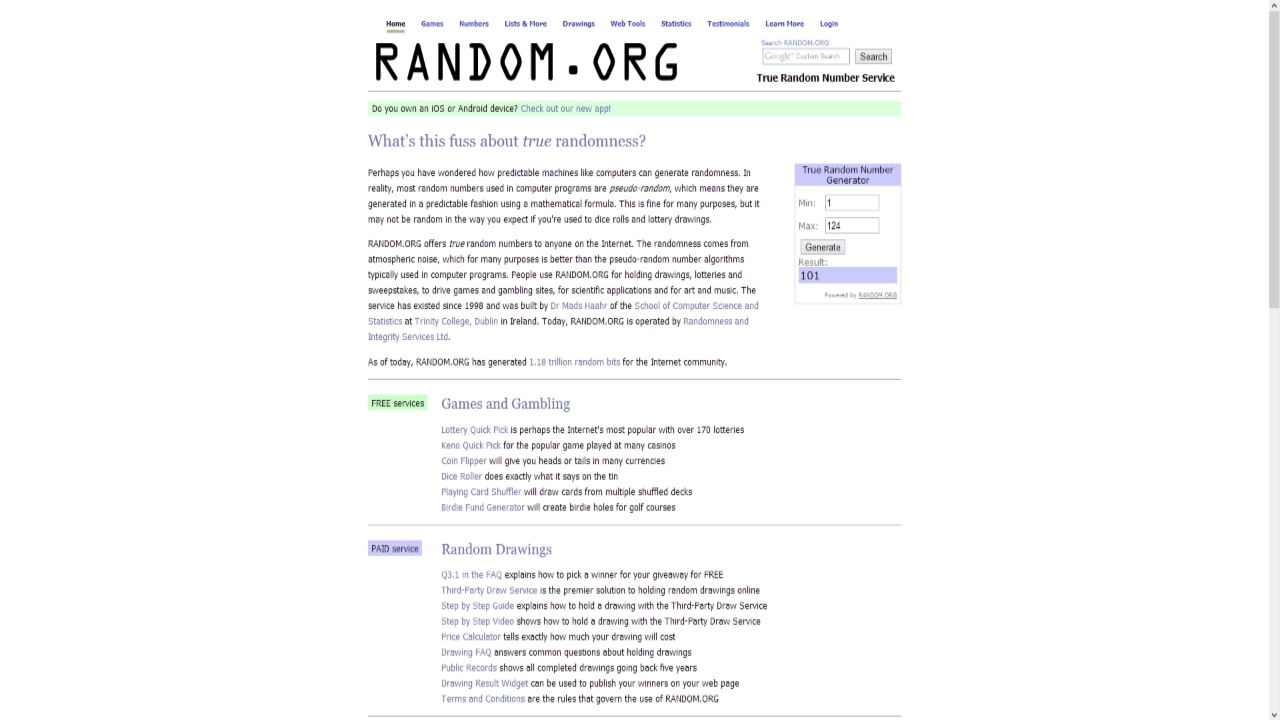 Home Games Numbers Lists & More Drawings Web Tools Statistics Testimonials Learn More Login
Search RANDOM.ORG
RANDOM.ORG
Google™ Custom Search Search
True Random Number Service
Do you own an iOS or Android device? Check out our new app!
What's this fuss about true randomness?
Perhaps you have wondered how predictable machines like computers can generate randomness. In
reality, most random numbers used in computer programs are pseudo-random, which means they are
generated in a predictable fashion using a mathematical formula. This is fine for many purposes, but it
may not be random in the way you expect if you're used to dice rolls and lottery drawings.
RANDOM.ORG offers true random numbers to anyone on the Internet. The randomness comes from
atmospheric noise, which for many purposes is better than the pseudo-random number algorithms
typically used in computer programs. People use RANDOM.ORG for holding drawings, lotteries and
sweepstakes, to drive games and gambling sites, for scientific applications and for art and music. The
service has existed since 1998 and was built by Dr Mads Haahr of the School of Computer Science and
Statistics at Trinity College, Dublin in Ireland. Today, RANDOM.ORG is operated by Randomness and
Integrity Services Ltd.
As of today, RANDOM.ORG has generated 1.18 trillion random bits for the Internet community.
True Random Number
Generator
Min: 1
Max: 124
Generate
Result:
101
Powered by RANDOM.ORG
FREE services
Games and Gambling
Lottery Quick Pick is perhaps the Internet's most popular with over 170 lotteries
Keno Quick Pick for the popular game played at many casinos
Coin Flipper will give you heads or tails in many currencies
Dice Roller does exactly what it says on the tin
Playing Card Shuffler will draw cards from multiple shuffled decks
Birdie Fund Generator will create birdie holes for golf courses
PAID service
Random Drawings
Q3.1 in the FAQ explains how to pick a winner for your giveaway for FREE
Third-Party Draw Service is the premier solution to holding random drawings online
Step by Step Guide explains how to hold a drawing with the Third-Party Draw Service
Step by Step Video shows how to hold a drawing with the Third-Party Draw Service
Price Calculator tells exactly how much your drawing will cost
Drawing FAQ answers common questions about holding drawings
Public Records shows all completed drawings going back five years
Drawing Result Widget can be used to publish your winners on your web page
Terms and Conditions are the rules that govern the use of RANDOM.ORG